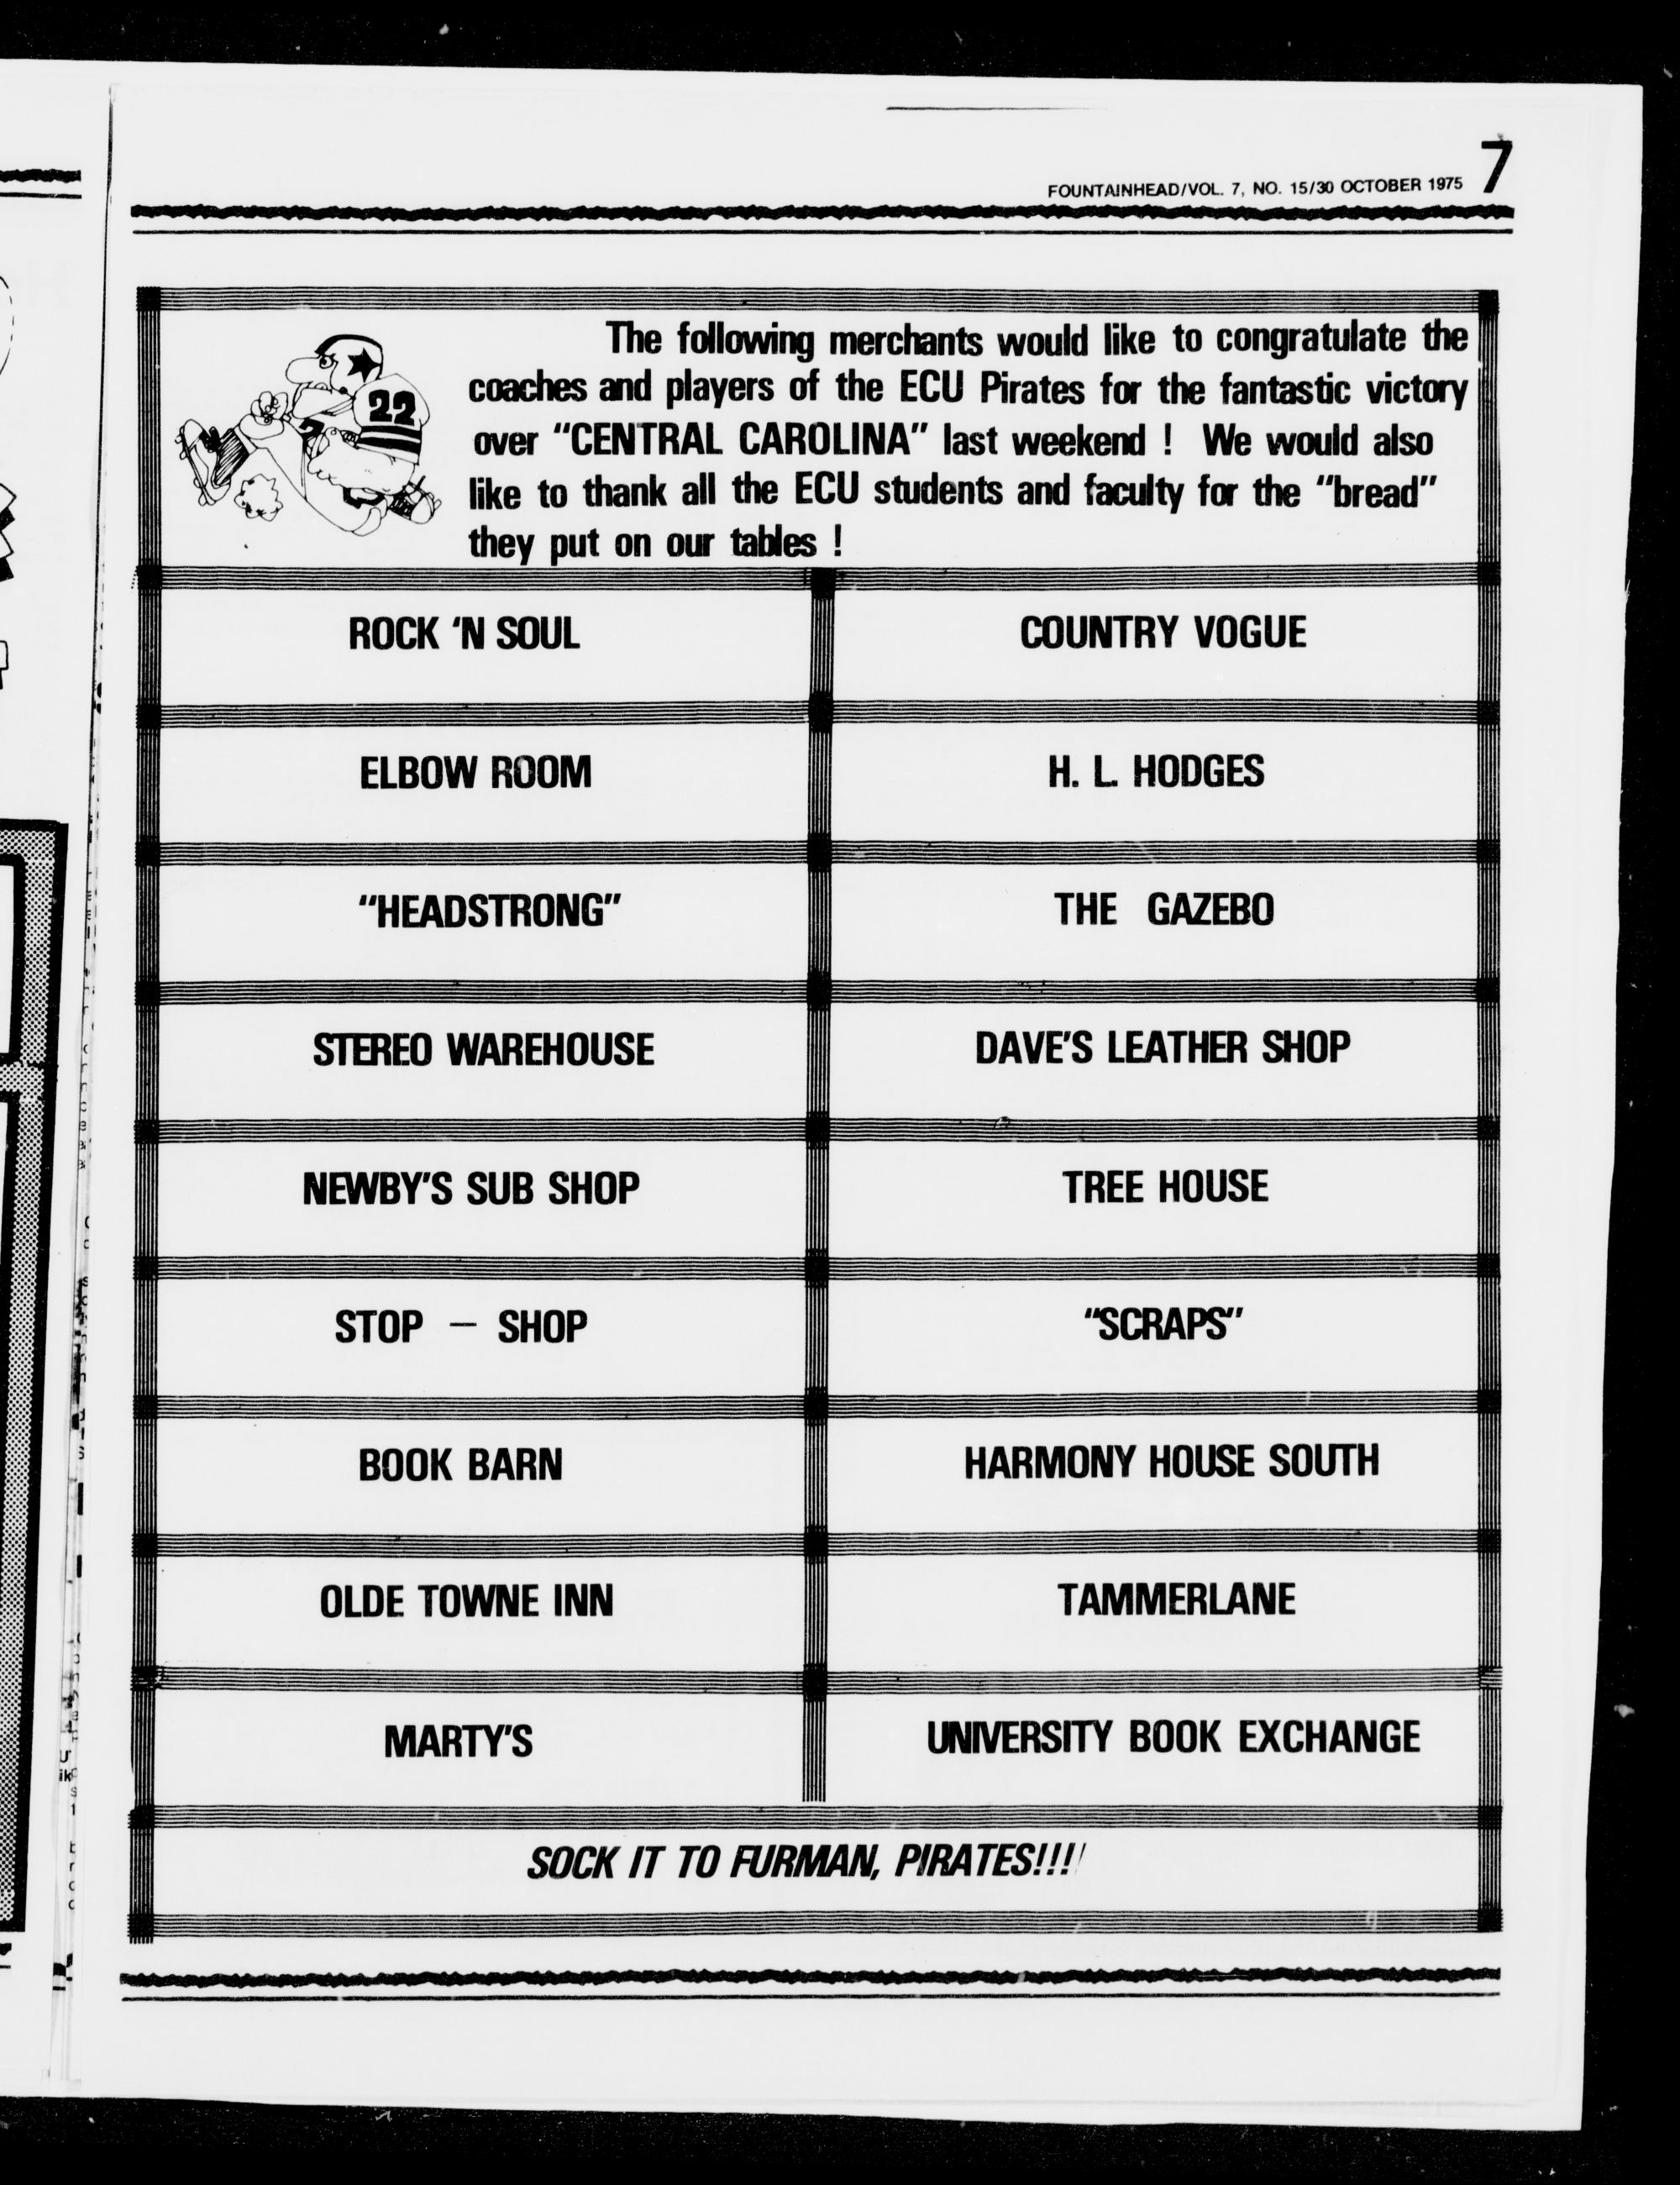 7
FOUNTAINHEAD/VOL. 7, NO. 15/30 OCTOBER 1975
The following merchants would like to congratulate the
coaches and players of the ECU Pirates for the fantastic victory
over "CENTRAL CAROLINA" last weekend ! We would also
like to thank all the ECU students and faculty for the "bread"
they put on our tables !
22
ROCK 'N SOUL
COUNTRY VOGUE
ELBOW ROOM
H. L. HODGES
"HEADSTRONG"
THE GAZEBO
STEREO WAREHOUSE
DAVE'S LEATHER SHOP
NEWBY'S SUB SHOP
TREE HOUSE
STOP – SHOP
"SCRAPS"
BOOK BARN
HARMONY HOUSE SOUTH
OLDE TOWNE INN
TAMMERLANE
MARTY'S
UNIVERSITY BOOK EXCHANGE
SOCK IT TO FURMAN, PIRATES!!!!